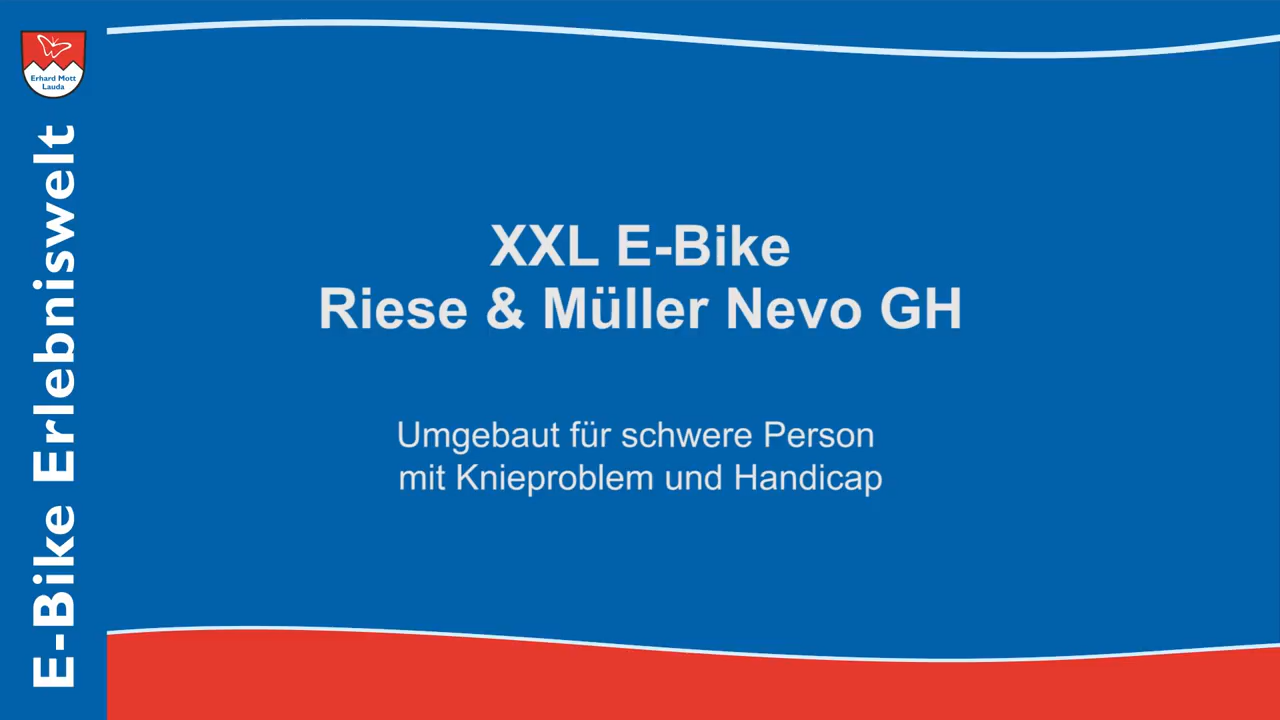 Erhard Mott
Lauda
E-Bike Erlebniswelt
XXL E-Bike
Riese & Müller Nevo GH
Umgebaut für schwere Person
mit Knieproblem und Handicap